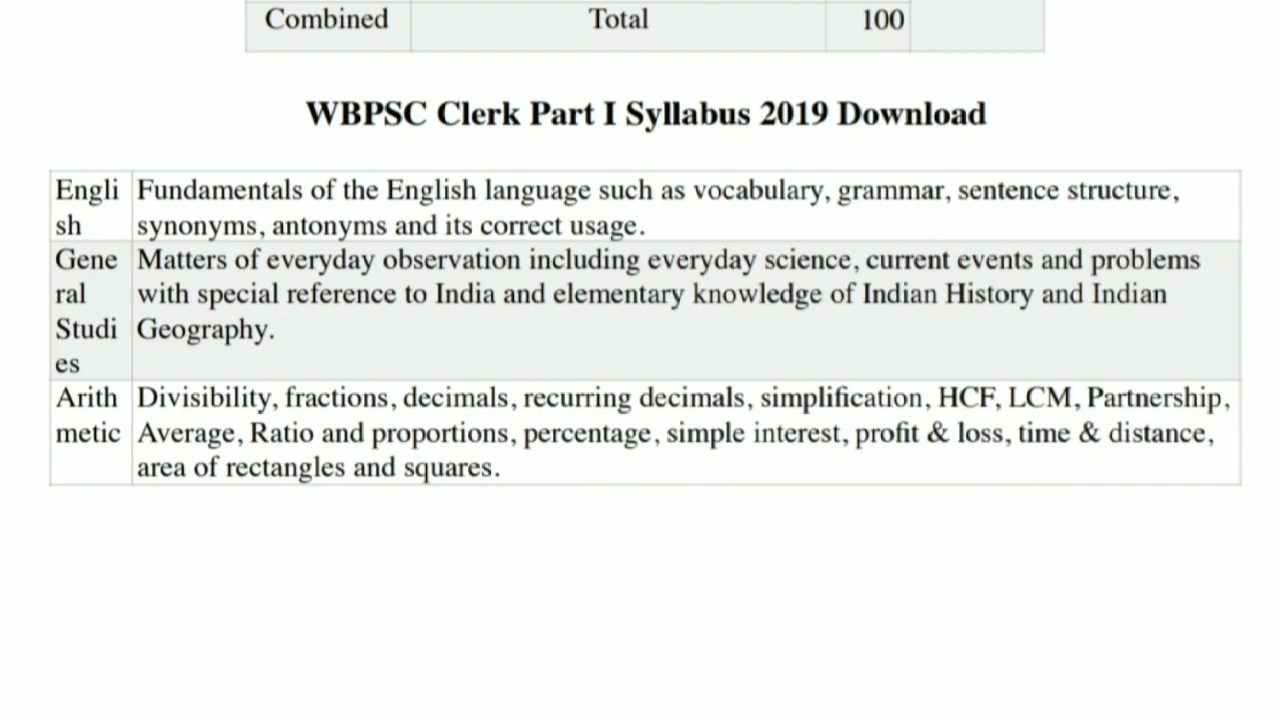 Combined Total 100
WBPSC Clerk Part I Syllabus 2019 Download
Engli Fundamentals of the English language such as vocabulary, grammar, sentence structure,
sh synonyms, antonyms and its correct usage.
Gene Matters of everyday observation including everyday science, current events and problems
ral with special reference to India and elementary knowledge of Indian History and Indian
Studi Geography.
es
Arith Divisibility, fractions, decimals, recurring decimals, simplification, HCF, LCM, Partnership,
metic Average, Ratio and proportions, percentage, simple interest, profit & loss, time & distance,
area of rectangles and squares.